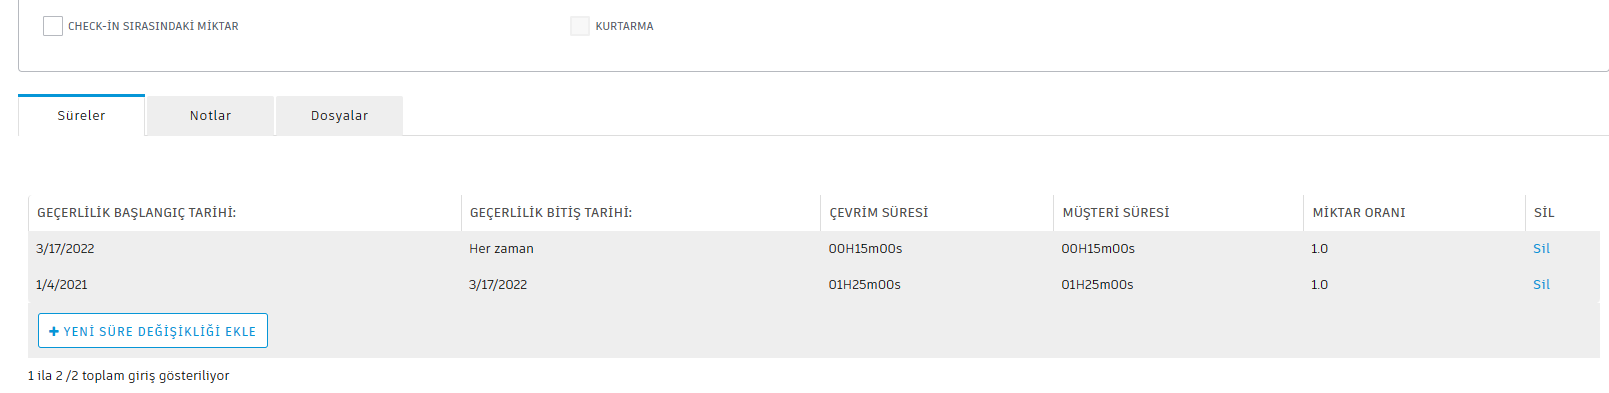 CHECK-İN SIRASINDAKİ MİKTAR KURTARMA
Süreler Notlar Dosyalar
GEÇERLİLİK BAŞLANGIÇ TARİHİ: GEÇERLİLİK BİTİŞ TARİHİ: ÇEVRİM SÜRESİ MÜŞTERİ SÜRESİ MİKTAR ORANI SİL
3/17/2022 Her zaman 00H15m00s 00H15m00s 1.0 Sil
1/4/2021 3/17/2022 01H25m00s 01H25m00s 1.0 Sil
+ YENİ SÜRE DEĞİŞİKLİĞİ EKLE
1 ila 2 /2 toplam giriş gösteriliyor